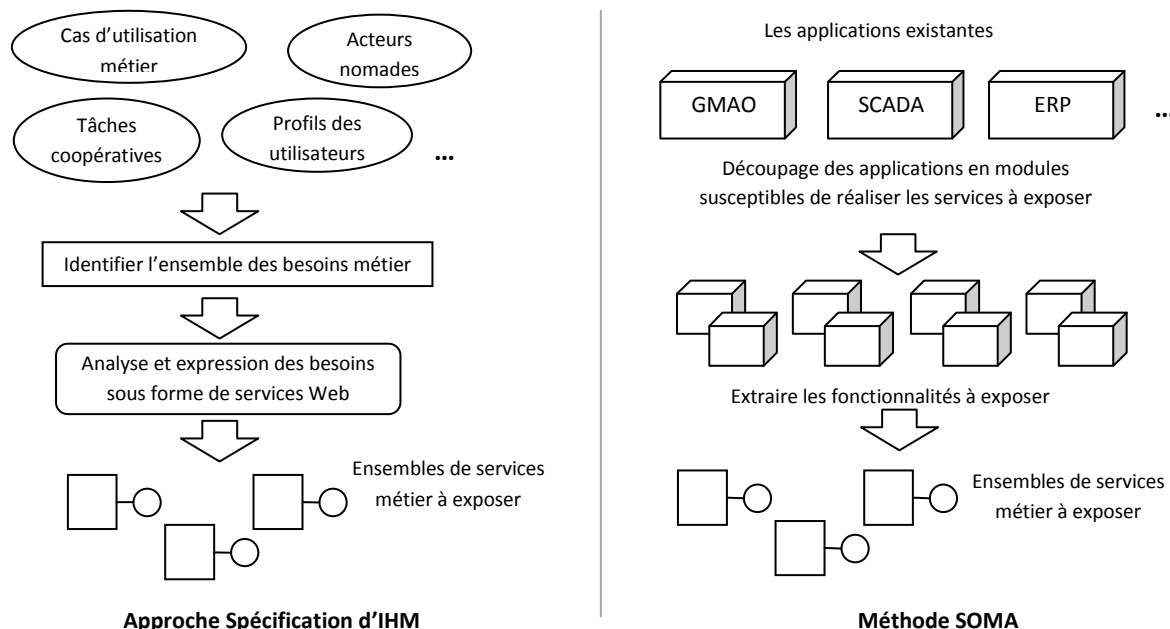 Cas d'utilisation
métier
Acteurs
nomades
Tâches
coopératives
Profils des
utilisateurs
...
Identifier l'ensemble des besoins métier
Analyse et expression des besoins
sous forme de services Web
Ensembles de services
métier à exposer
Approche Spécification d'IHM
Les applications existantes
GMAO
SCADA
ERP
...
Découpage des applications en modules
susceptibles de réaliser les services à exposer
Extraire les fonctionnalités à exposer
Ensembles de services
métier à exposer
Méthode SOMA